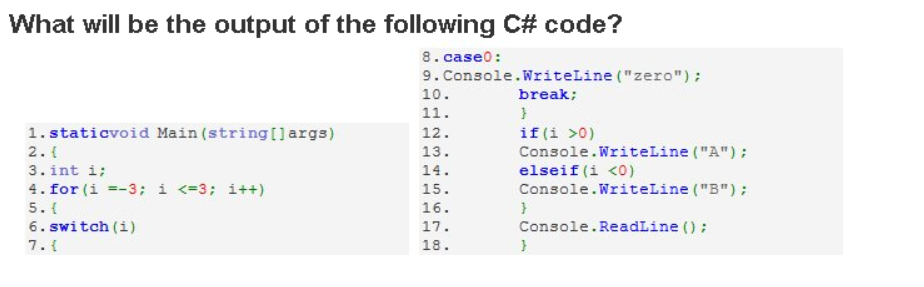 What will be the output of the following C# code?
1.staticvoid Main(string[]args)
2.{
3.int i;
4.for(i =-3; i <=3; i++)
5.{
6.switch(i)
7.{
8.case0:
9.Console.WriteLine("zero");
10. break;
11. }
12. if(i >0)
13. Console.WriteLine("A");
14. elseif(i <0)
15. Console.WriteLine("B");
16. }
17. Console.ReadLine();
18. }